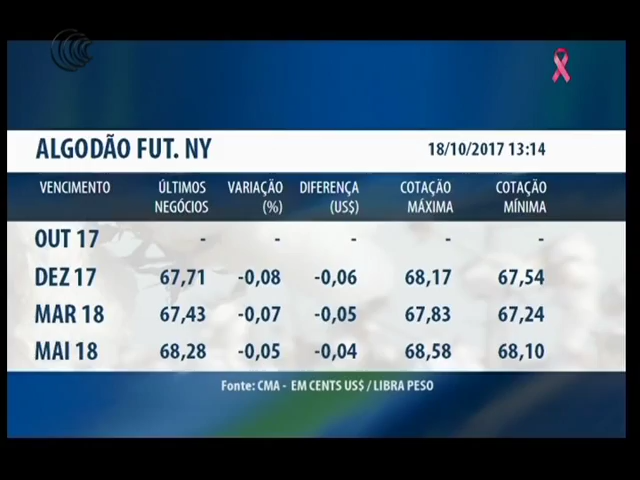 ALGODÃO FUT. NY 18/10/2017 13:14
VENCIMENTO ÚLTIMOS NEGÓCIOS VARIAÇÃO (%) DIFERENÇA (US$) COTAÇÃO MÁXIMA COTAÇÃO MÍNIMA
OUT 17 - - - - -
DEZ 17 67,71 -0,08 -0,06 68,17 67,54
MAR 18 67,43 -0,07 -0,05 67,83 67,24
MAI 18 68,28 -0,05 -0,04 68,58 68,10
Fonte: CMA - EM CENTS US$ / LIBRA PESO